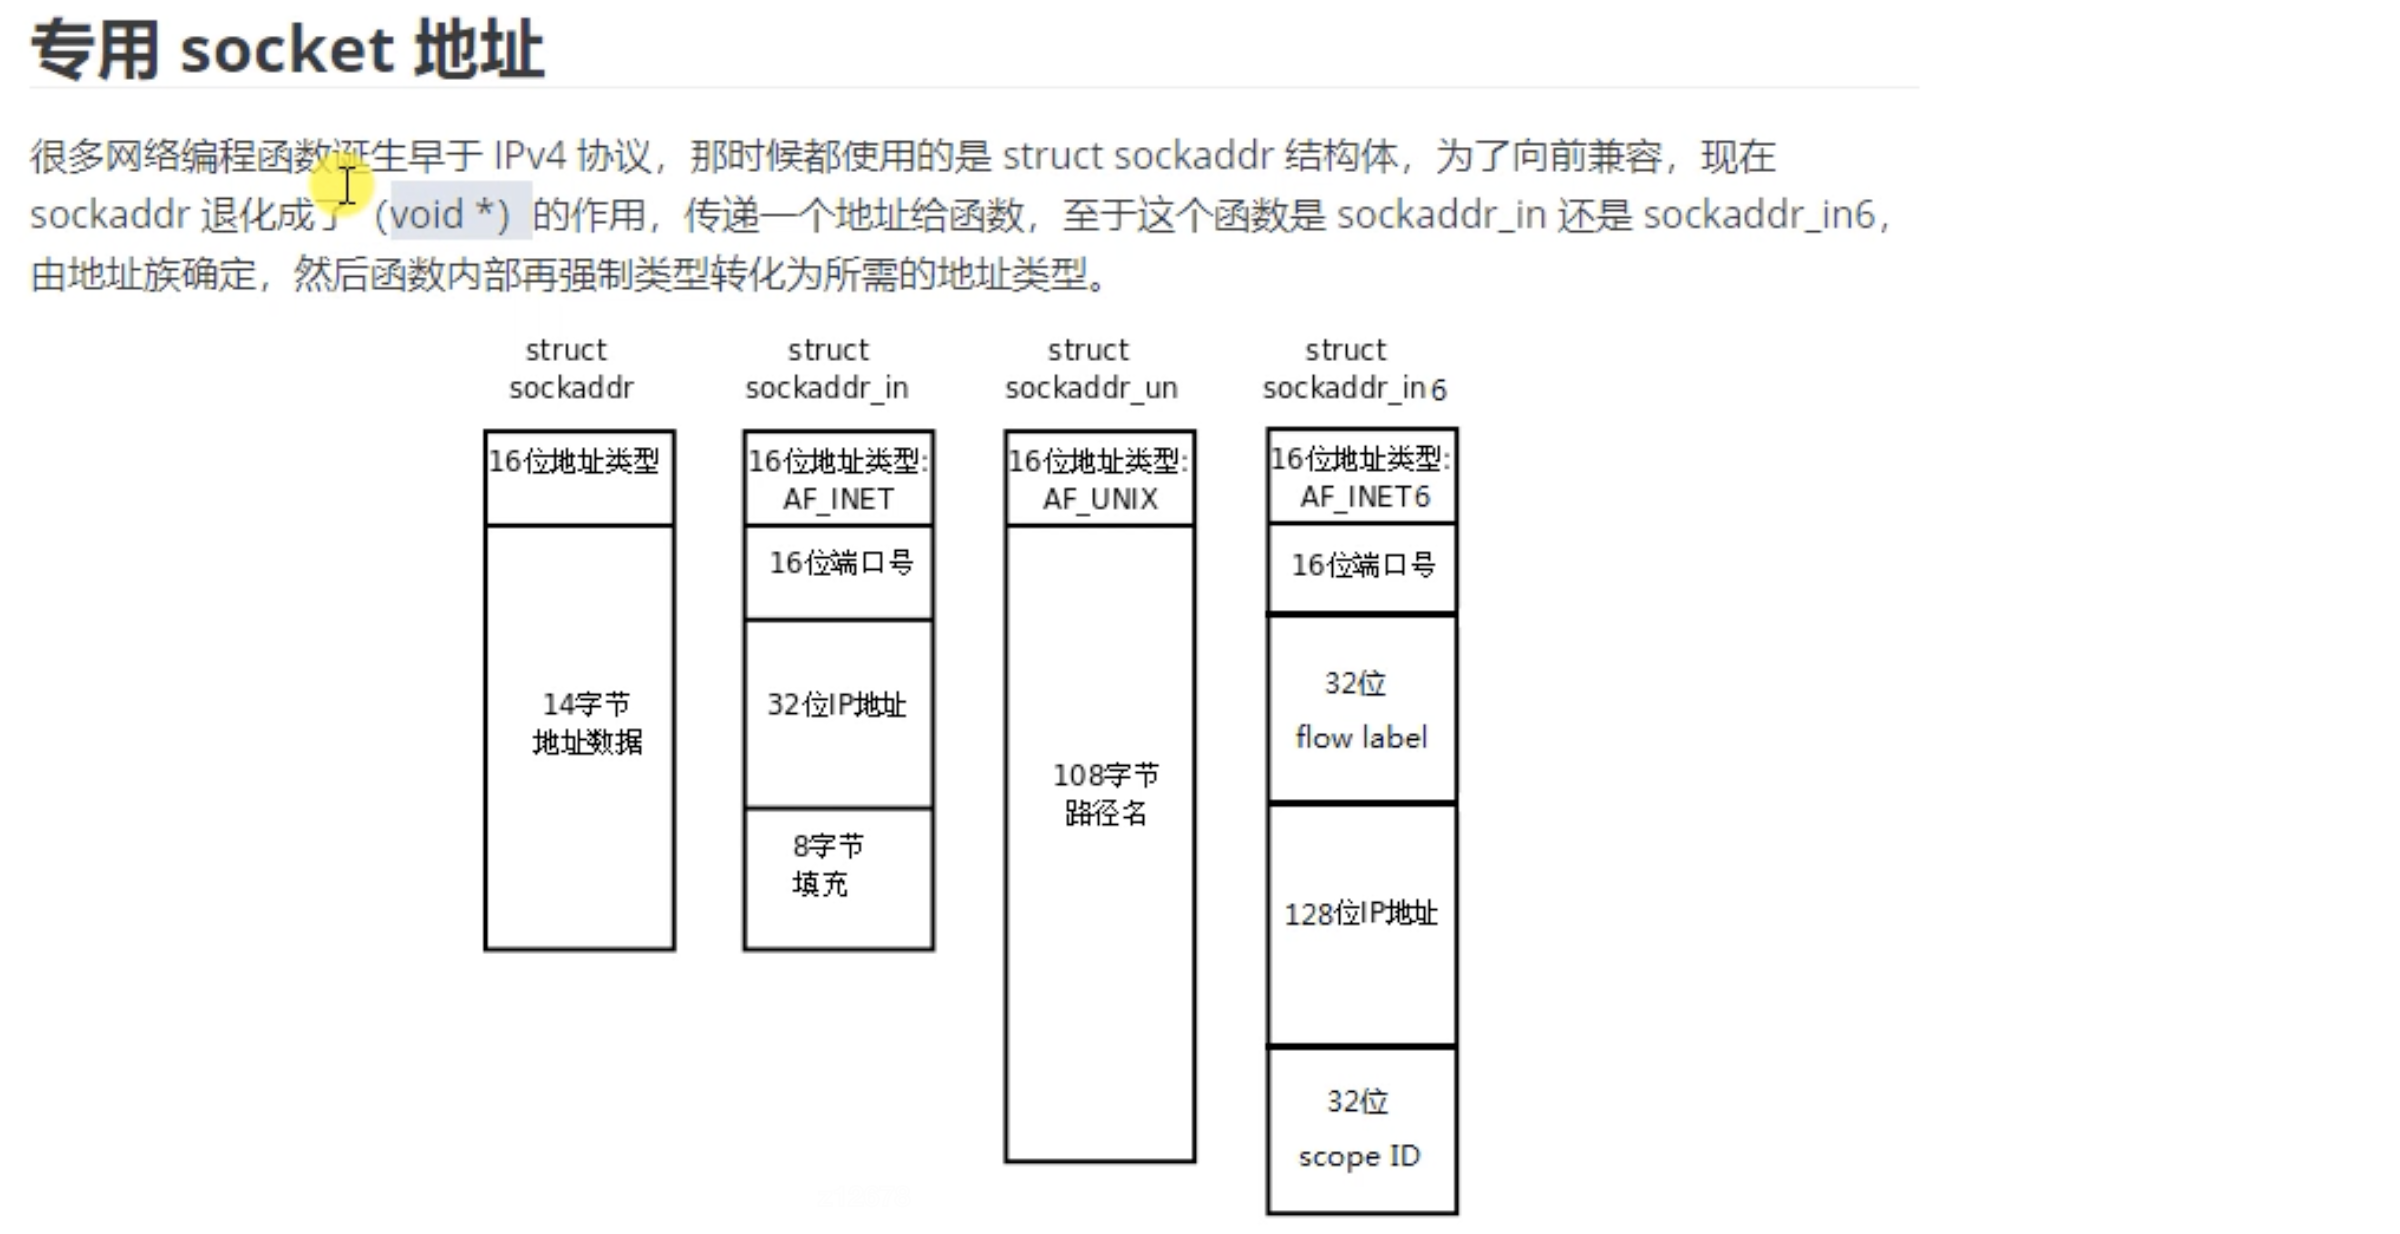 专用 socket 地址
很多网络编程函数诞生早于 IPv4 协议，那时候都使用的是 struct sockaddr 结构体，为了向前兼容，现在
sockaddr 退化成了（void *）的作用，传递一个地址给函数，至于这个函数是 sockaddr_in 还是 sockaddr_in6，
由地址族确定，然后函数内部再强制类型转化为所需的地址类型。
struct
sockaddr
16位地址类型
14字节
地址数据
struct
sockaddr_in
16位地址类型:
AF_INET
16位端口号
32位IP地址
8字节
填充
struct
sockaddr_un
16位地址类型:
AF_UNIX
108字节
路径名
struct
sockaddr_in6
16位地址类型:
AF_INET6
16位端口号
32位
flow label
128位IP地址
32位
scope ID